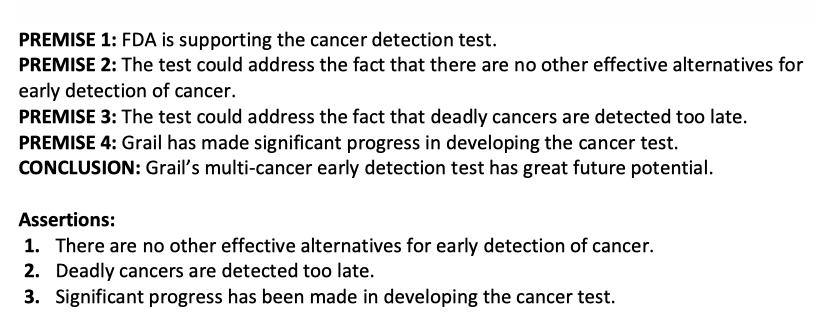 PREMISE 1: FDA is supporting the cancer detection test.
PREMISE 2: The test could address the fact that there are no other effective alternatives for
early detection of cancer.
PREMISE 3: The test could address the fact that deadly cancers are detected too late.
PREMISE 4: Grail has made significant progress in developing the cancer test.
CONCLUSION: Grail’s multi-cancer early detection test has great future potential.
Assertions:
1. There are no other effective alternatives for early detection of cancer.
2. Deadly cancers are detected too late.
3. Significant progress has been made in developing the cancer test.